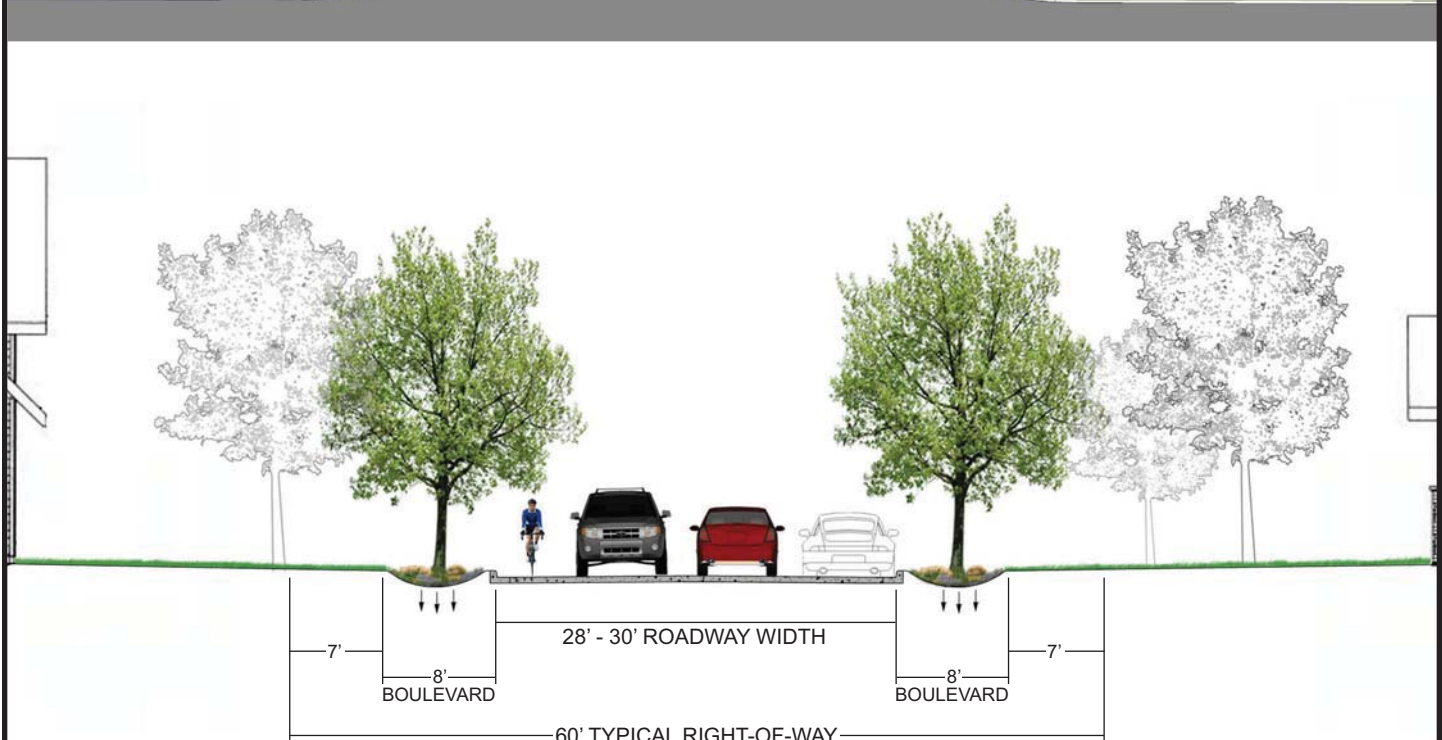 28' - 30' ROADWAY WIDTH
7'
7'
8'
BOULEVARD
8'
BOULEVARD
60' TYPICAL RIGHT-OF-WAY